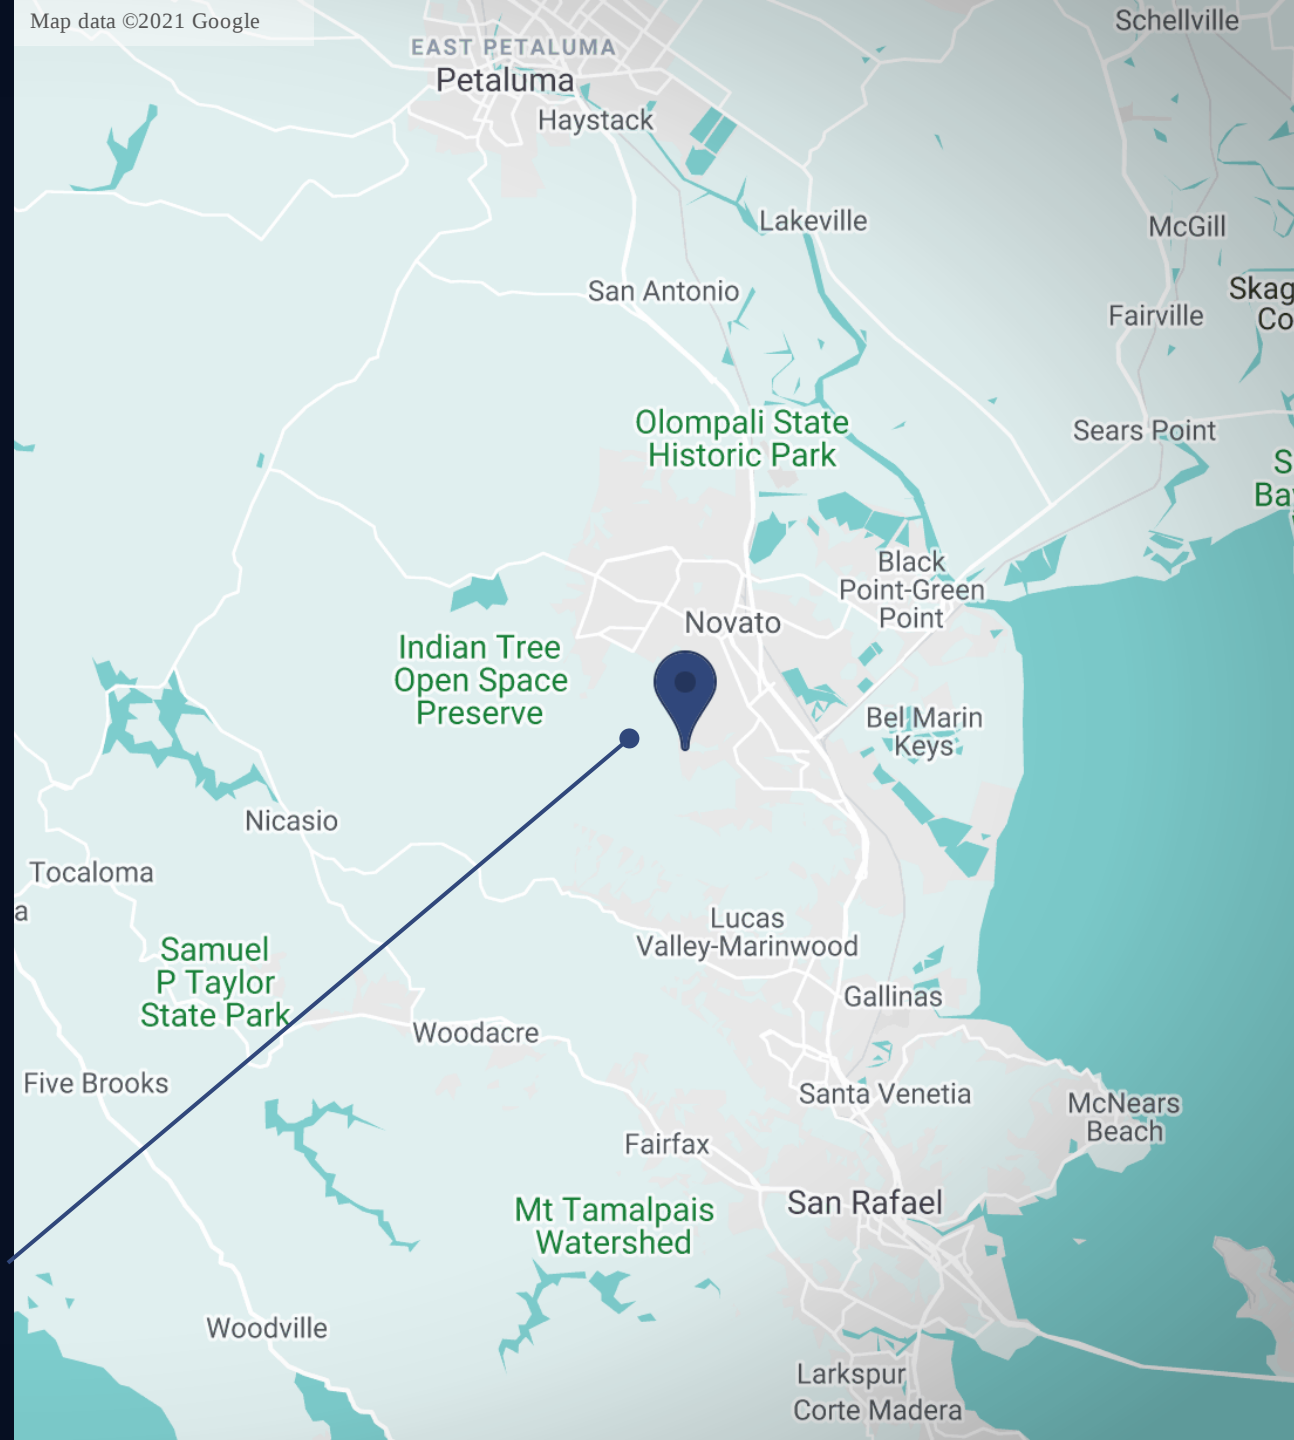 Map data ©2021 Google
Schellville
EAST PETALUMA
Petaluma
Haystack
Lakeville
McGill
San Antonio
Skag
Co
Fairville
Olompali State
Historic Park
Sears Point
S
Bay
Black
Point-Green
Point
Novato
Indian Tree
Open Space
Preserve
Bel Marin
Keys
Nicasio
Tocaloma
a
Lucas
Valley-Marinwood
Samuel
P Taylor
State Park
Gallinas
Woodacre
Five Brooks
Santa Venetia
McNears
Beach
Fairfax
San Rafael
Mt Tamalpais
Watershed
Woodville
Larkspur
Corte Madera